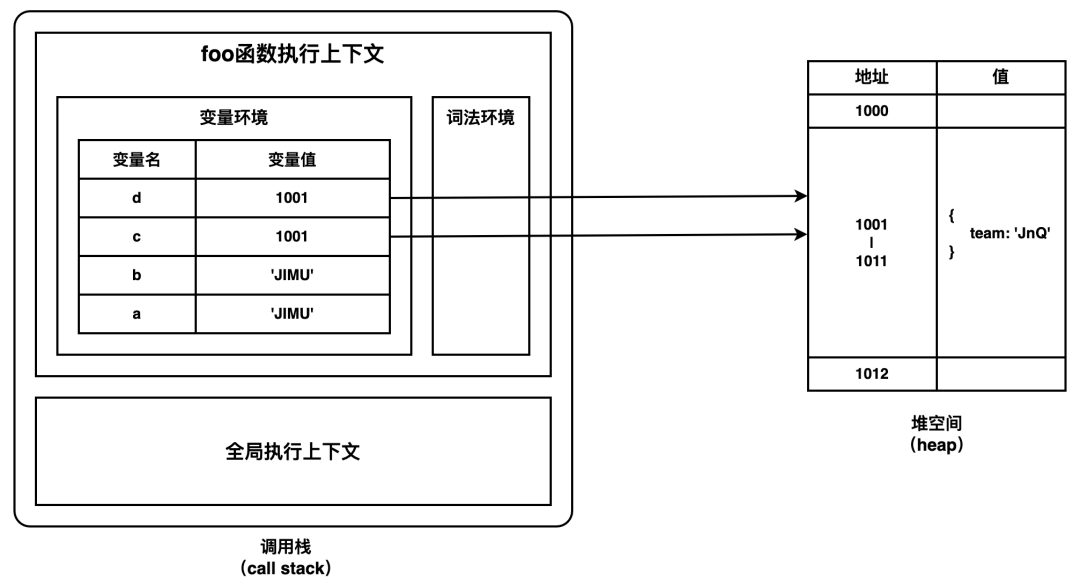 foo函数执行上下文
变量环境
词法环境
变量名 变量值
d 1001
c 1001
b 'JIMU'
a 'JIMU'
全局执行上下文
调用栈
（call stack）
地址 值
1000
1001
|
1011
{
team: 'JnQ'
}
1012
堆空间
（heap）